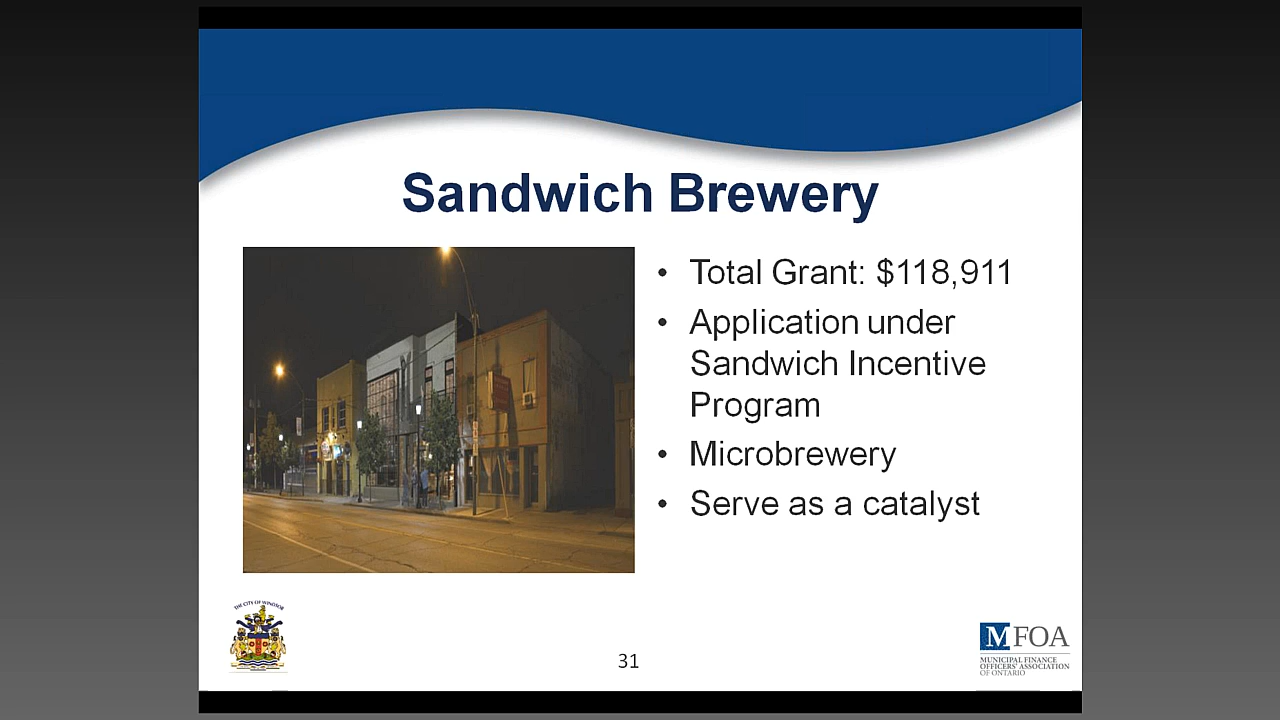 Sandwich Brewery
• Total Grant: $118,911
• Application under
Sandwich Incentive
Program
• Microbrewery
• Serve as a catalyst
THE CITY OF WINDSOR
31
MFOA
MUNICIPAL FINANCE
OFFICERS' ASSOCIATION
OF ONTARIO